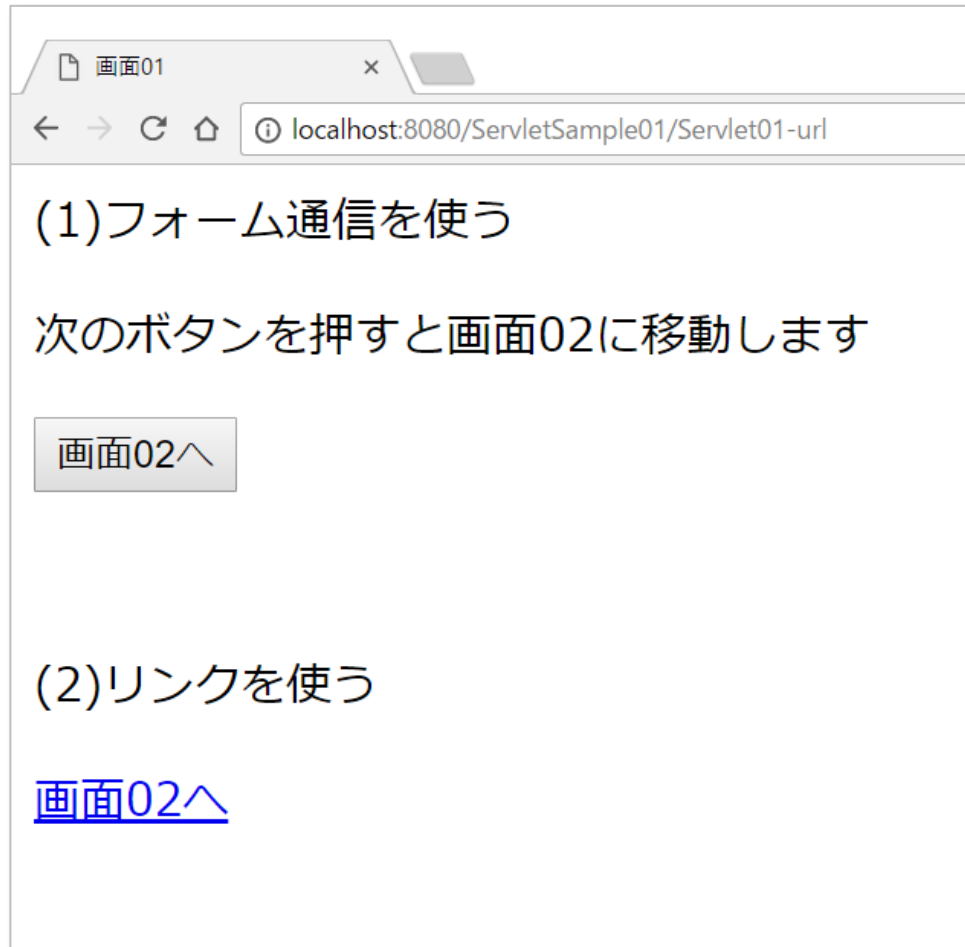 画面01
localhost:8080/ServletSample01/Servlet01-url
(1)フォーム通信を使う
次のボタンを押すと画面02に移動します
画面02へ
(2)リンクを使う
画面02へ